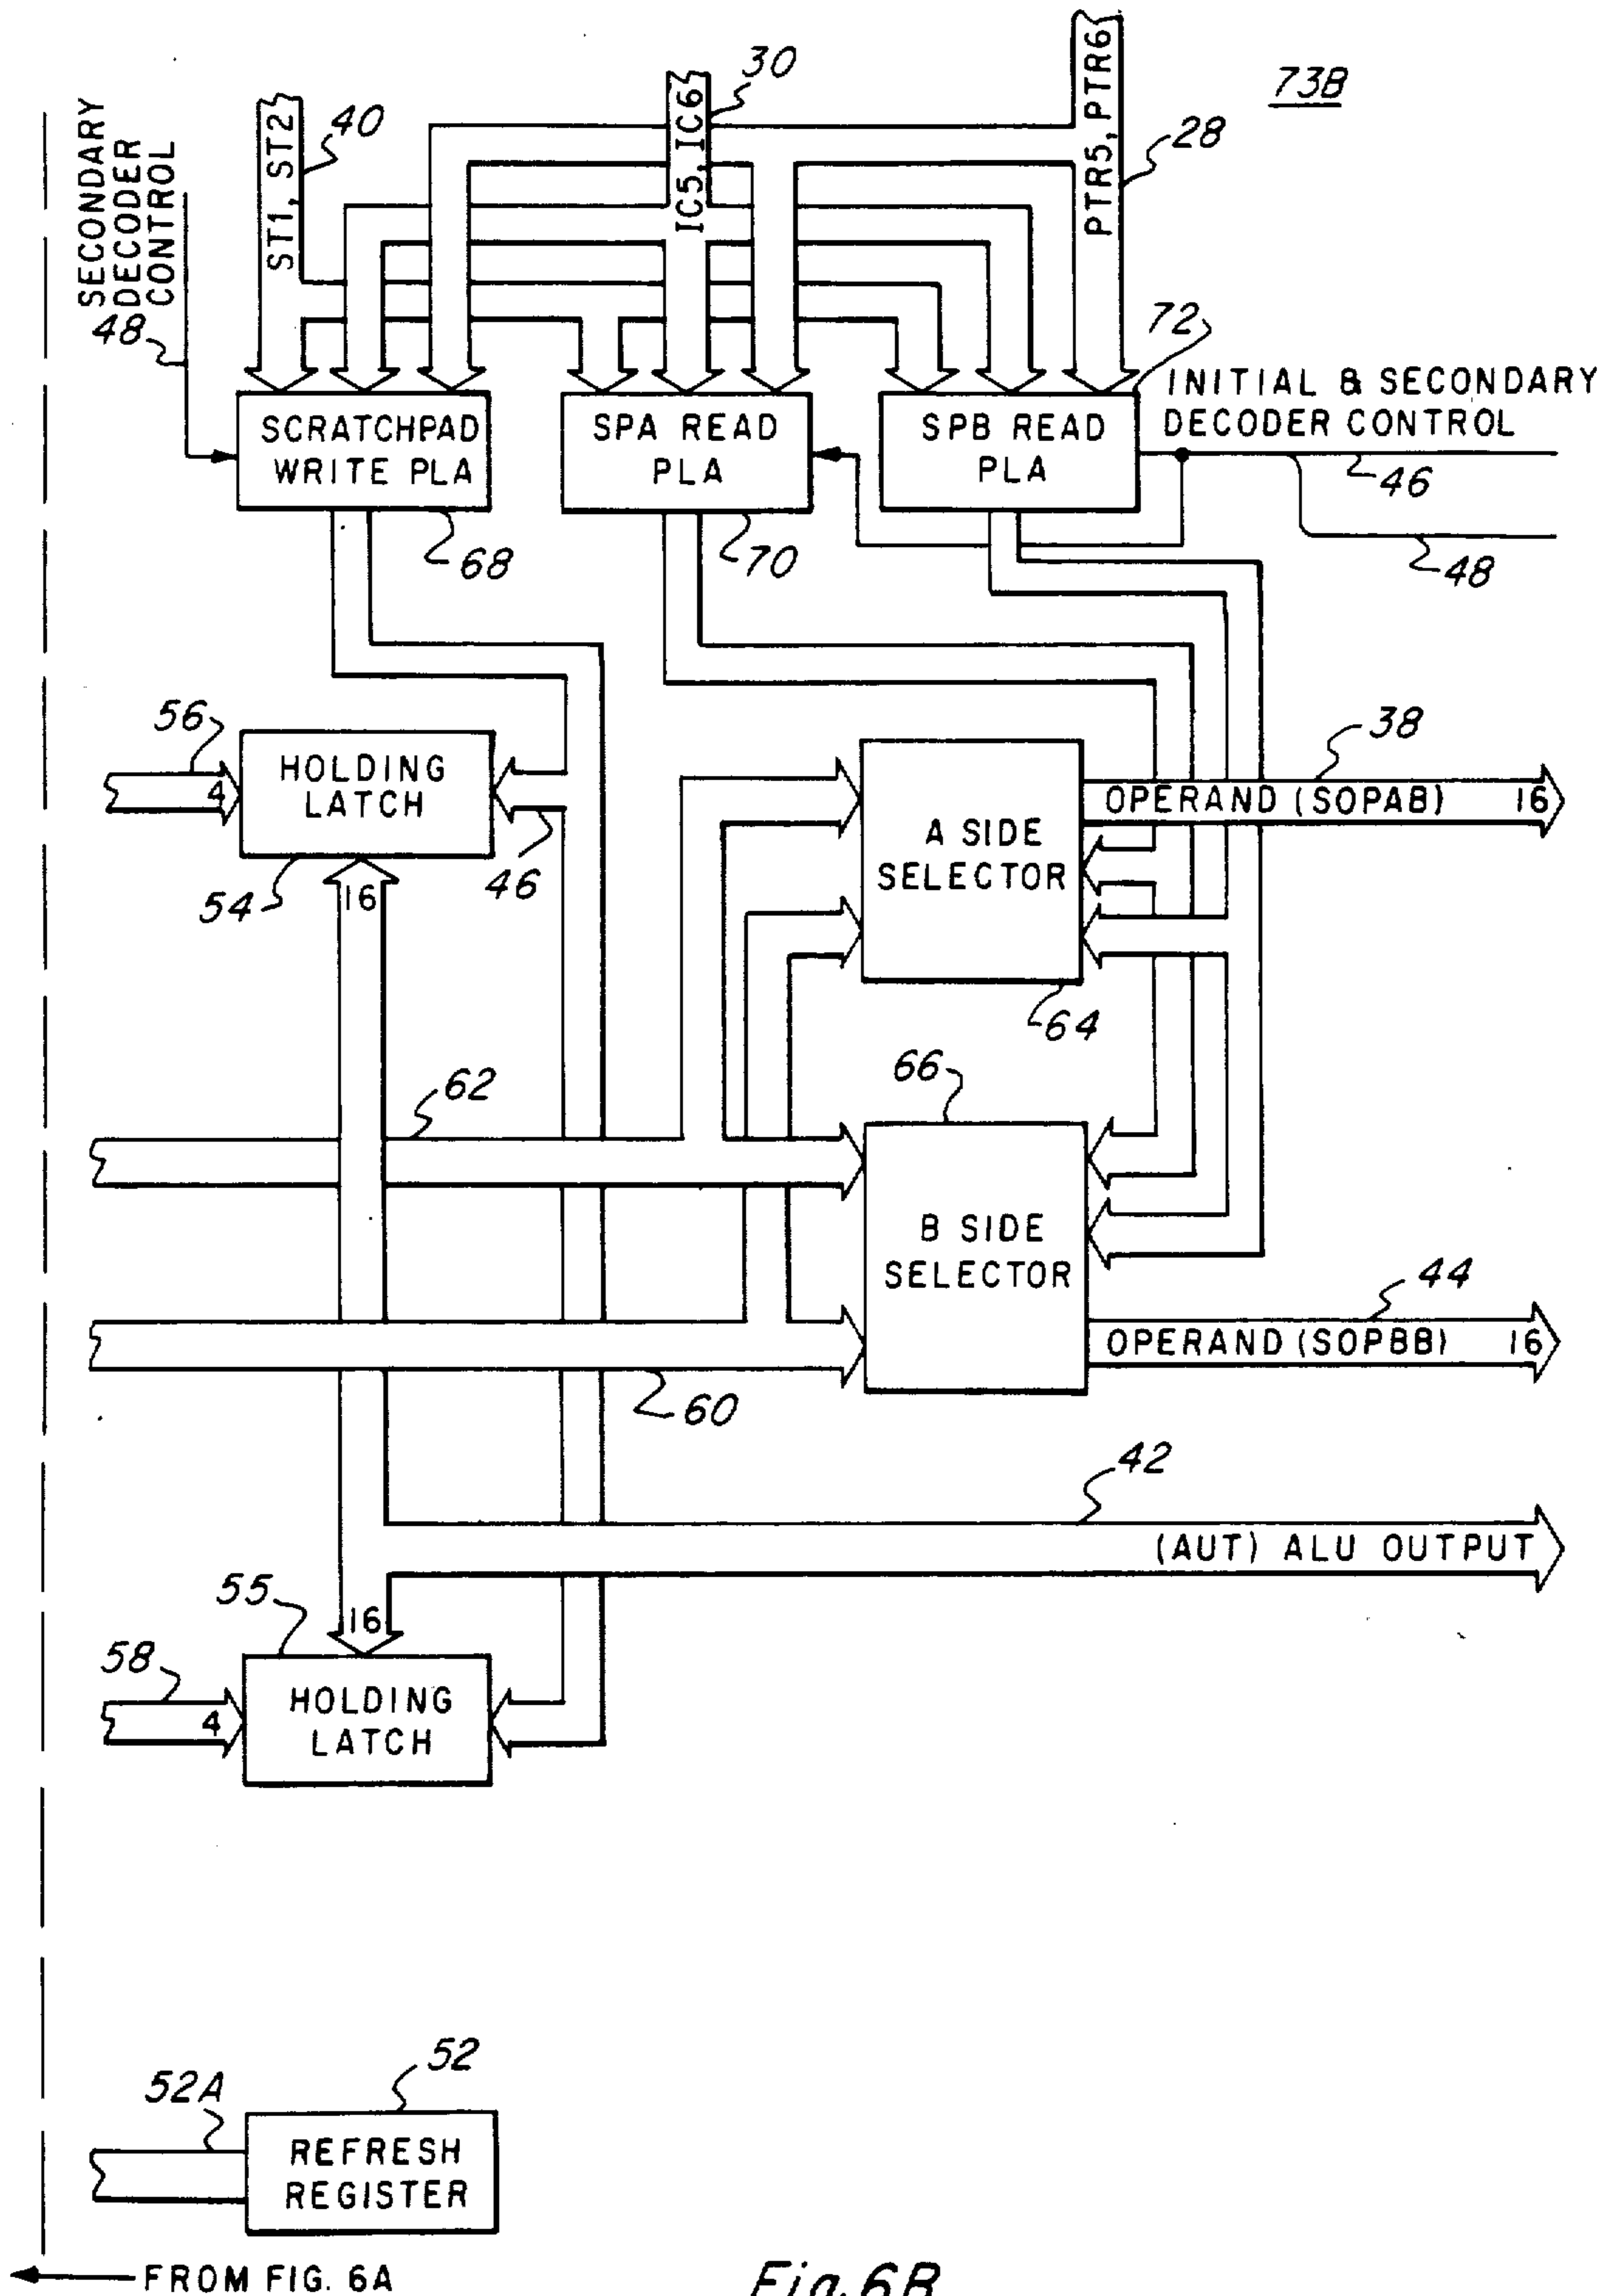 73B
30
40
28
ST1, ST2
IC5, IC6
PTR5, PTR6
SECONDARY
DECODER
CONTROL
48
72
INITIAL & SECONDARY
DECODER CONTROL
SCRATCHPAD
WRITE PLA
SPA READ
PLA
SPB READ
PLA
46
48
68
70
56
38
HOLDING
LATCH
4
OPERAND (SOPAB) 16
A SIDE
SELECTOR
54
16
46
64
62
66
B SIDE
SELECTOR
44
OPERAND (SOPBB) 16
60
42
(AUT) ALU OUTPUT
55
16
58
4
HOLDING
LATCH
52
52A
REFRESH
REGISTER
FROM FIG. 6A
Fig. 6B